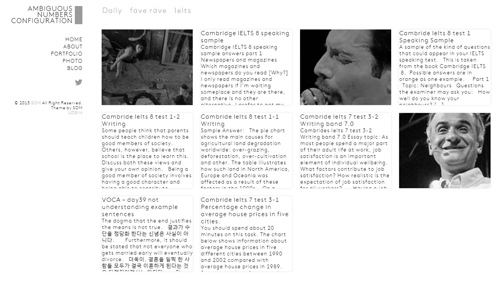 AMBIGUOUS
NUMBERS
CONFIGURATION
HOME
ABOUT
PORTFOLIO
PHOTO
BLOG
All Right Reserved.
Theme by
Daily fave rave Ielts
Cambridge IELTS 8 speaking
sample
Cambridge IELTS 8 speaking
sample answers Part 1
Newspapers and magazines
Which magazines and
newspapers do you read [Why?]
I only read magazines and
newspapers if I'm waiting
someplace and they are there,
and there is no other
Cambride Ielts 8 test 1
Speaking Sample
A sample of the kind of questions
that could appear in your IELTS
speaking test. This is taken
from the book Cambridge IELTS
8. Possible answers are in
orange as one example. Part 1
Topic: Neighbors Questions
the examiner may ask you: How
well do you know your
Cambride Ielts 8 test 1-2
Writing
Some people think that parents
should teach children how to be
good members of society.
Others, however, believe that
school is the place to learn this.
Discuss both these views and
give your own opinion. Being a
good member of society involves
having a good character and
Cambride Ielts 8 test 1-1
Writing
Sample Answer: The pie chart
shows the main causes for
agricultural land degradation
worldwide: over-grazing,
deforestation, over-cultivation
and other. The table illustrates
how such land in North America,
Europe and Oceania was
affected as a result of these
Cambridge Ielts 7 test 3-2
Writing band 7.0
Cambridge Ielts 7 test 3-2
Writing band 7.0 Essay topic: As
most people spend a major part
of their adult life at work, job
satisfaction is an important
element of individual wellbeing.
What factors contribute to job
satisfaction? How realistic is the
expectation of job satisfaction
VOCA > day39 not
understanding example
sentences
The dogma that the end justifies
the means is not true. 결과가 수
단을 정당화 한다는 신념은 사실이 아
니다. Furthermore, it should
be stated that not everyone who
gets married early will eventually
divorce. 더욱이, 결혼을 일찍 한 사
람들 모두가 결국 이혼하게 된다는 것
Cambride Ielts 7 test 3-1
Percentage change in
average house prices in five
cities.
You should spend about 20
minutes on this task. The chart
below shows information about
average house prices in five
different cities between 1990
and 2002 compared with
average house prices in 1989.